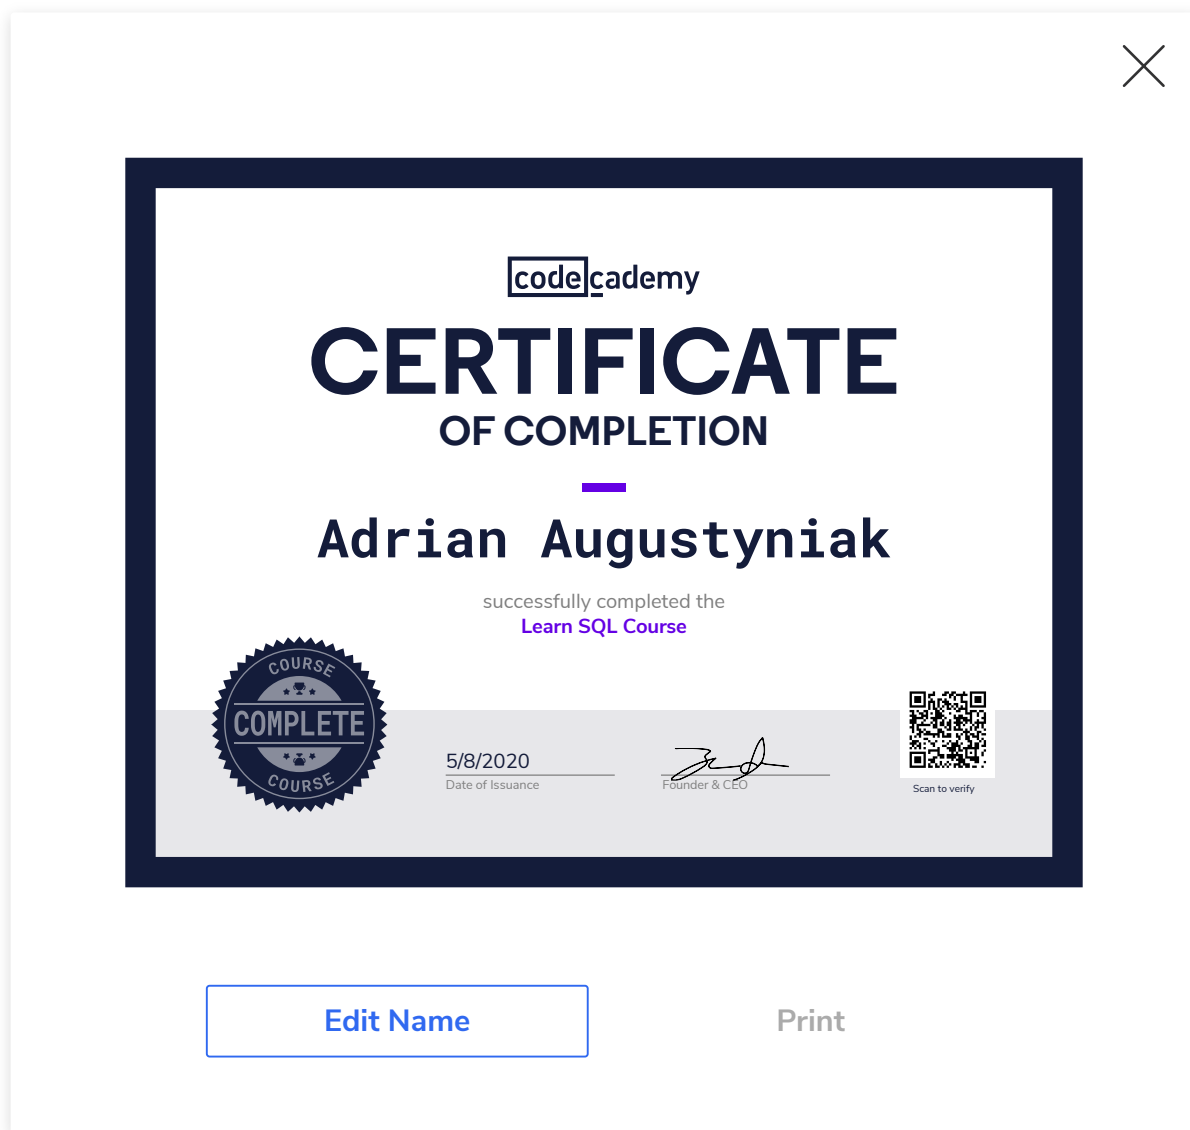 codecademy
CERTIFICATE
OF COMPLETION
Adrian Augustyniak
successfully completed the
Learn SQL Course
COURSE
COMPLETE
COURSE
5/8/2020
Date of Issuance
Founder & CEO
Scan to verify
Edit Name
Print